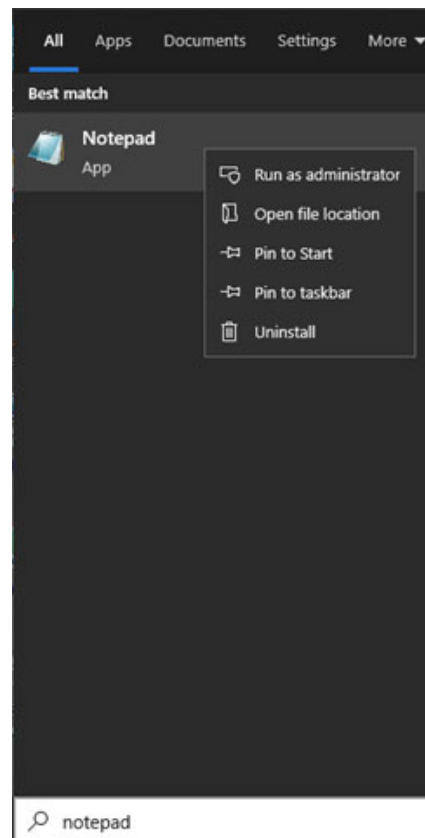 All Apps Documents Settings More
Best match
Notepad
App
Run as administrator
Open file location
Pin to Start
Pin to taskbar
Uninstall
notepad